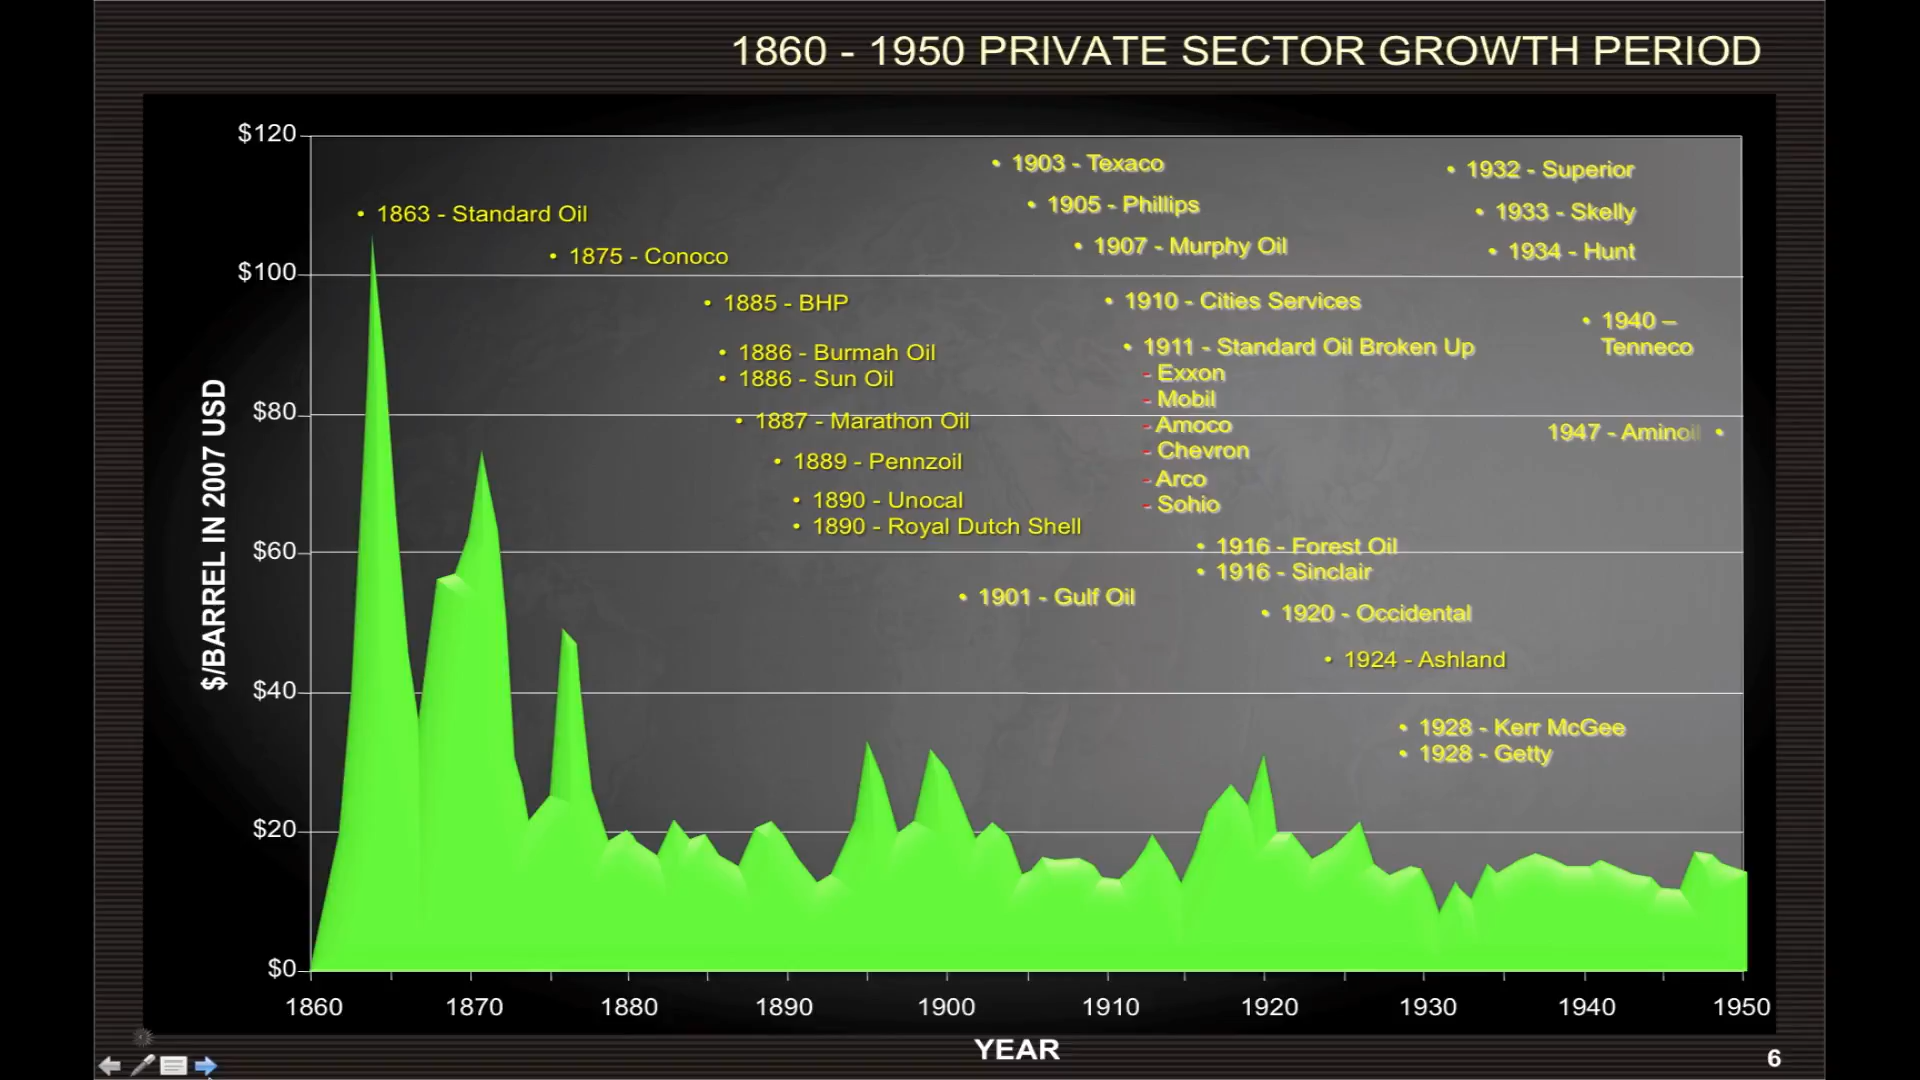 1860 - 1950 PRIVATE SECTOR GROWTH PERIOD
$/BARREL IN 2007 USD
$120
$100
$80
$60
$40
$20
$0
• 1863 - Standard Oil
• 1875 - Conoco
• 1885 - BHP
• 1886 - Burmah Oil
• 1886 - Sun Oil
• 1887 - Marathon Oil
• 1889 - Pennzoil
• 1890 - Unocal
• 1890 - Royal Dutch Shell
• 1901 - Gulf Oil
• 1903 - Texaco
• 1905 - Phillips
• 1907 - Murphy Oil
• 1910 - Cities Services
• 1911 - Standard Oil Broken Up
- Exxon
- Mobil
- Amoco
- Chevron
- Arco
- Sohio
• 1916 - Forest Oil
• 1916 - Sinclair
• 1920 - Occidental
• 1924 - Ashland
• 1928 - Kerr McGee
• 1928 - Getty
• 1932 - Superior
• 1933 - Skelly
• 1934 - Hunt
• 1940 –
Tenneco
1947 - Aminoil •
1860 1870 1880 1890 1900 1910 1920 1930 1940 1950
YEAR
6